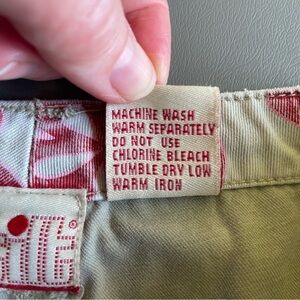 MACHINE WASH
WARM SEPARATELY
DO NOT USE
CHLORINE BLEACH
TUMBLE DRY LOW
WARM IRON